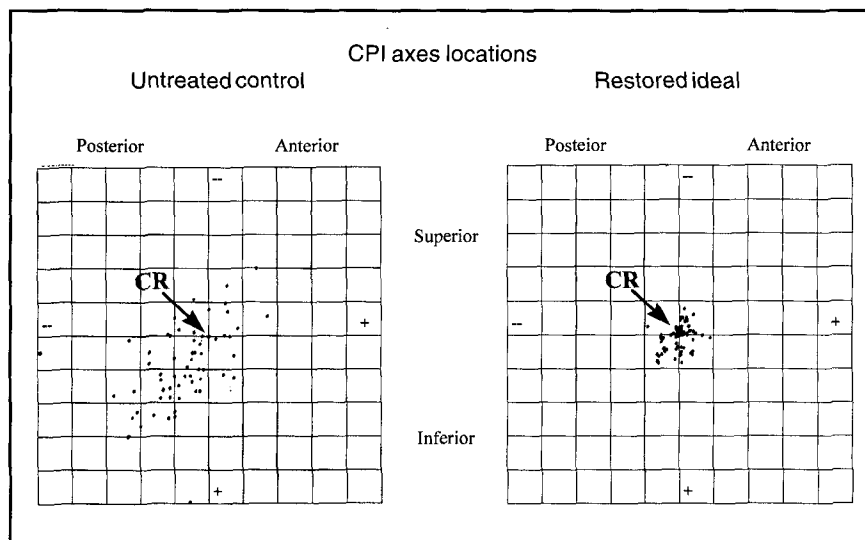 CPI axes locations
Untreated control
Restored ideal
Posterior
Anterior
Posteior
Anterior
--
--
Superior
CR
CR
--
+
--
+
Inferior
+
+